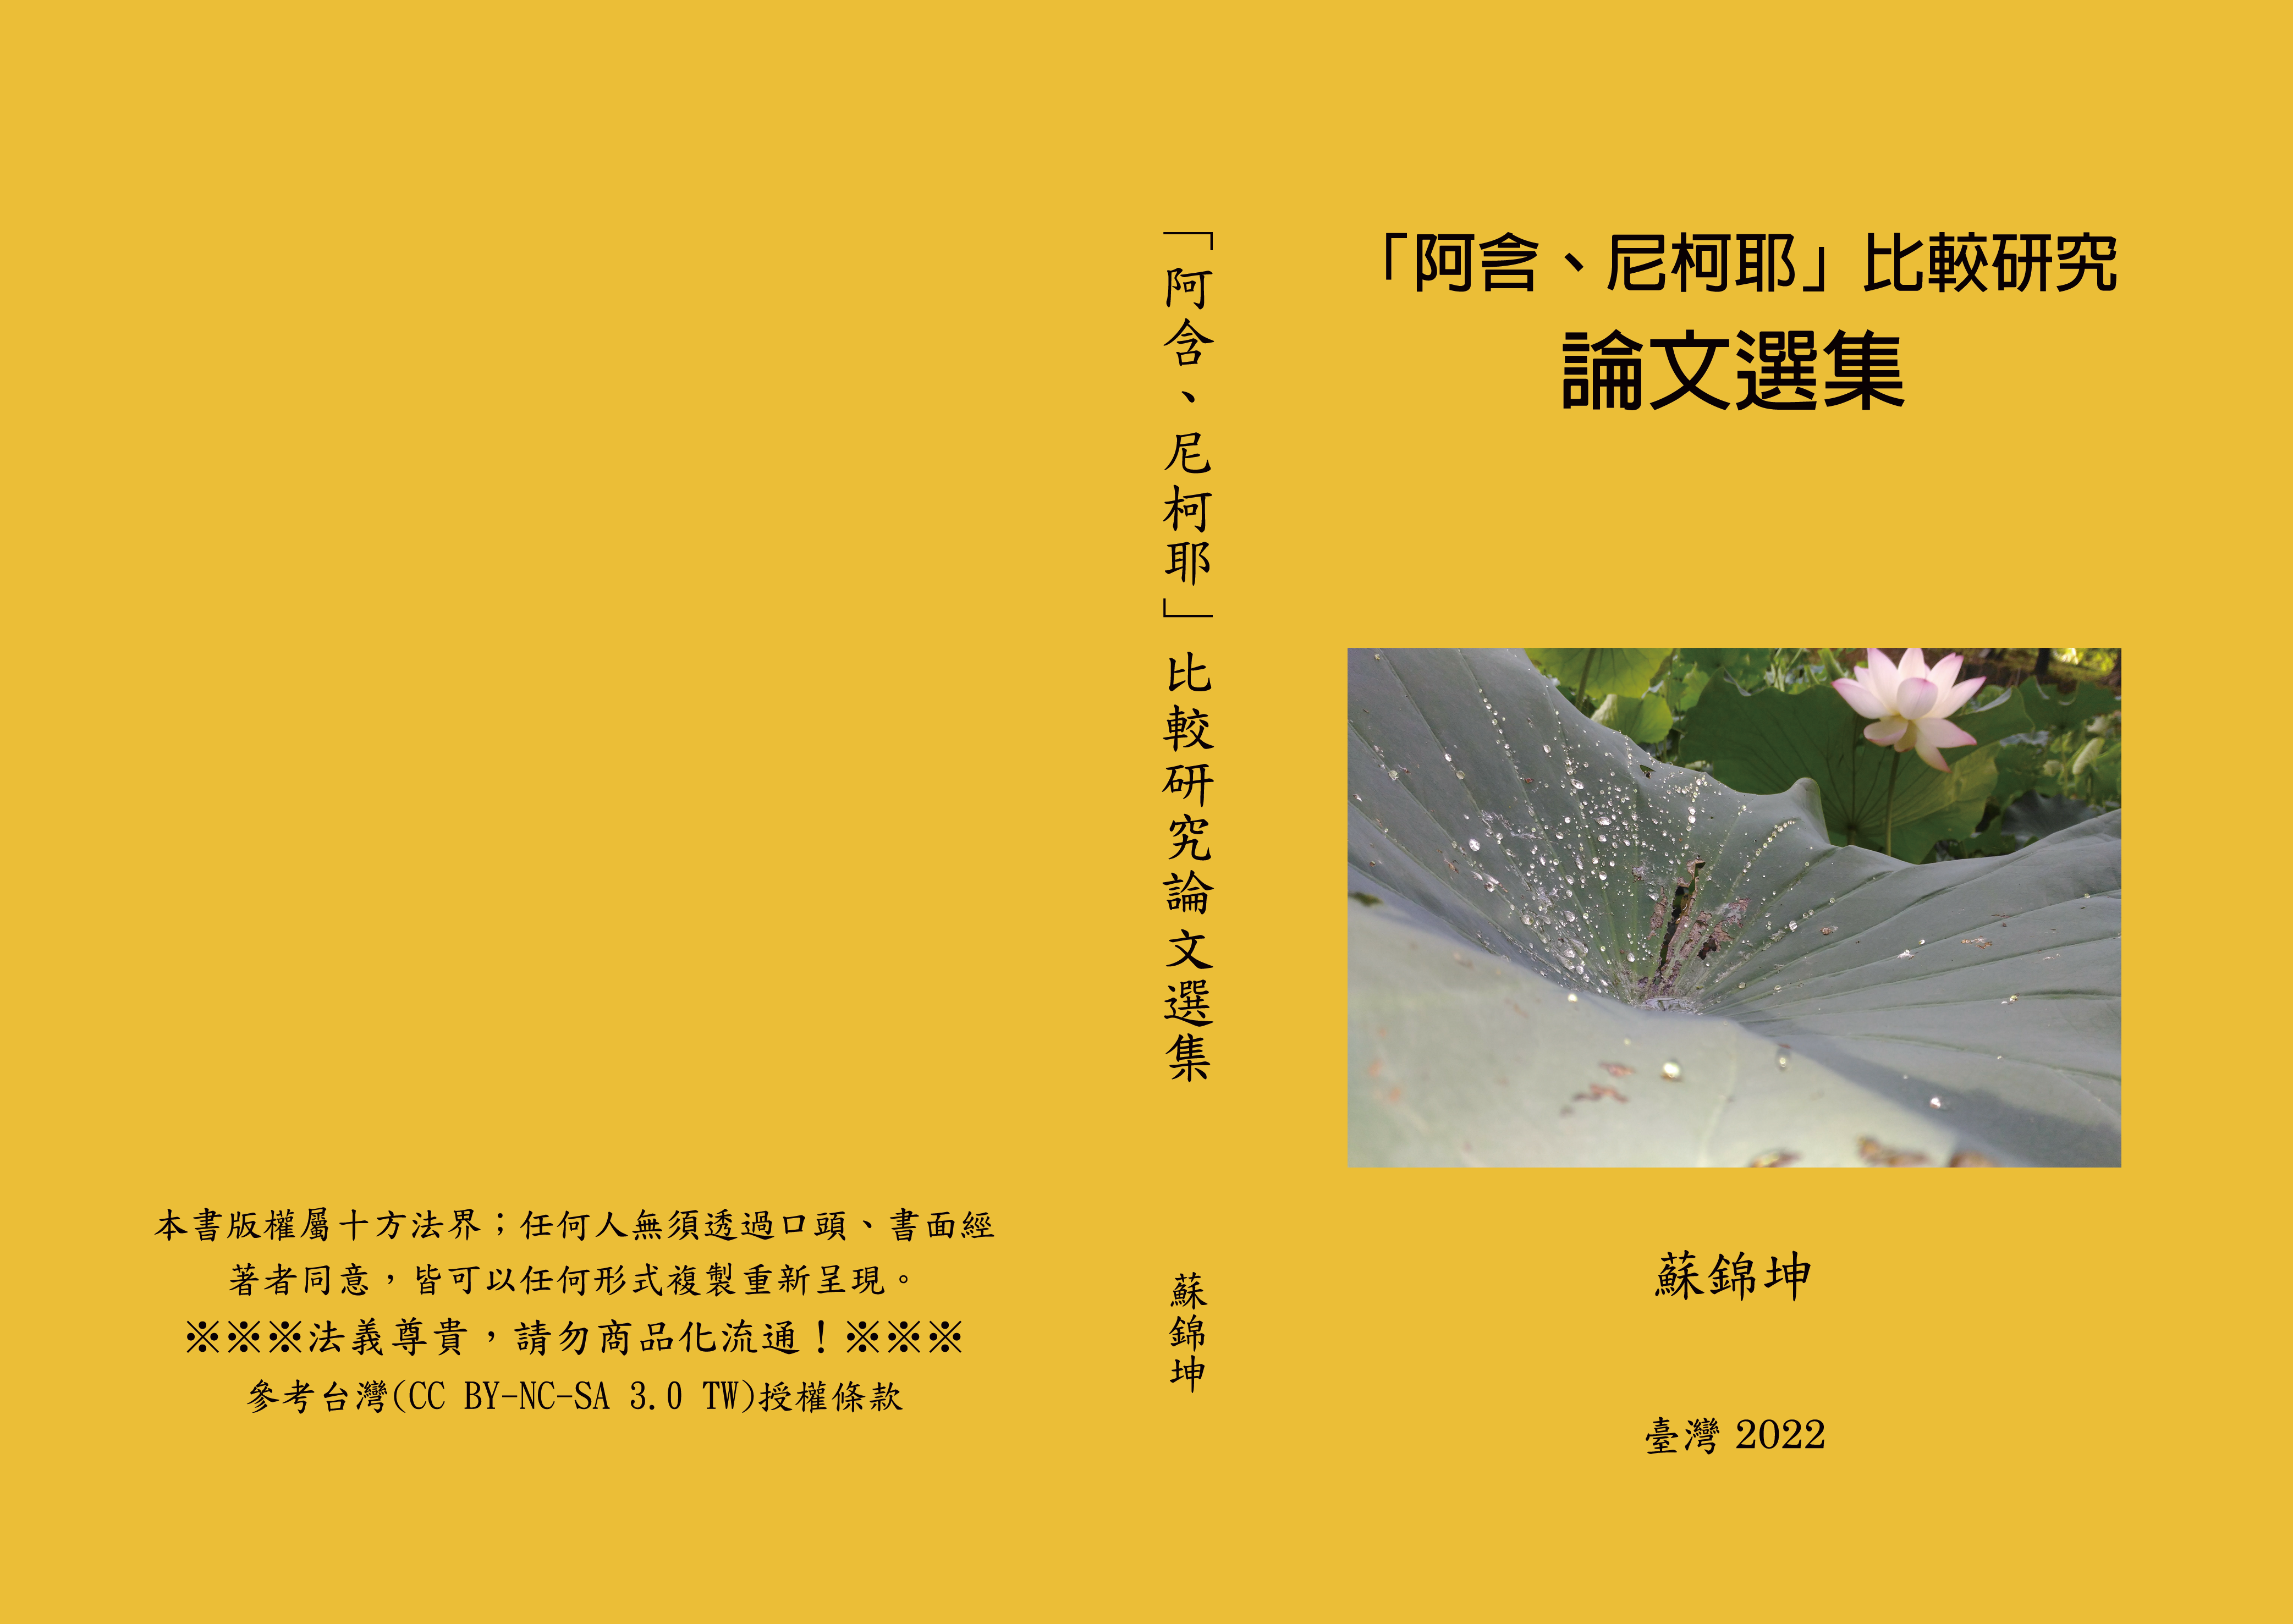 「阿含、尼柯耶」比較研究
論文選集
蘇錦坤
臺灣 2022
「阿含、尼柯耶」比較研究論文選集
蘇錦坤
本書版權屬十方法界；任何人無須透過口頭、書面經
著者同意，皆可以任何形式複製重新呈現。
※※※法義尊貴，請勿商品化流通！※※※
參考台灣(CC BY-NC-SA 3.0 TW)授權條款